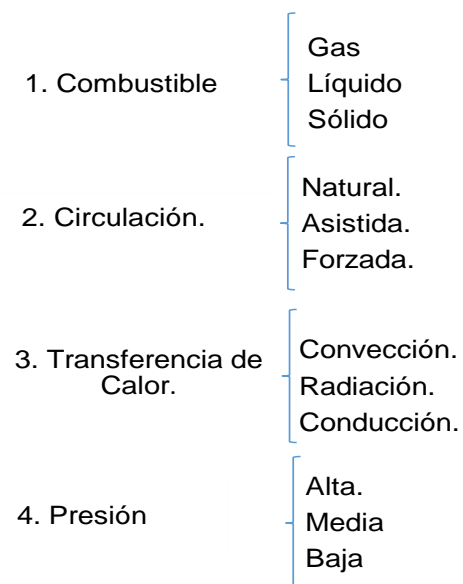 1. Combustible
Gas
Líquido
Sólido
2. Circulación.
Natural.
Asistida.
Forzada.
3. Transferencia de
Calor.
Convección.
Radiación.
Conducción.
4. Presión
Alta.
Media
Baja